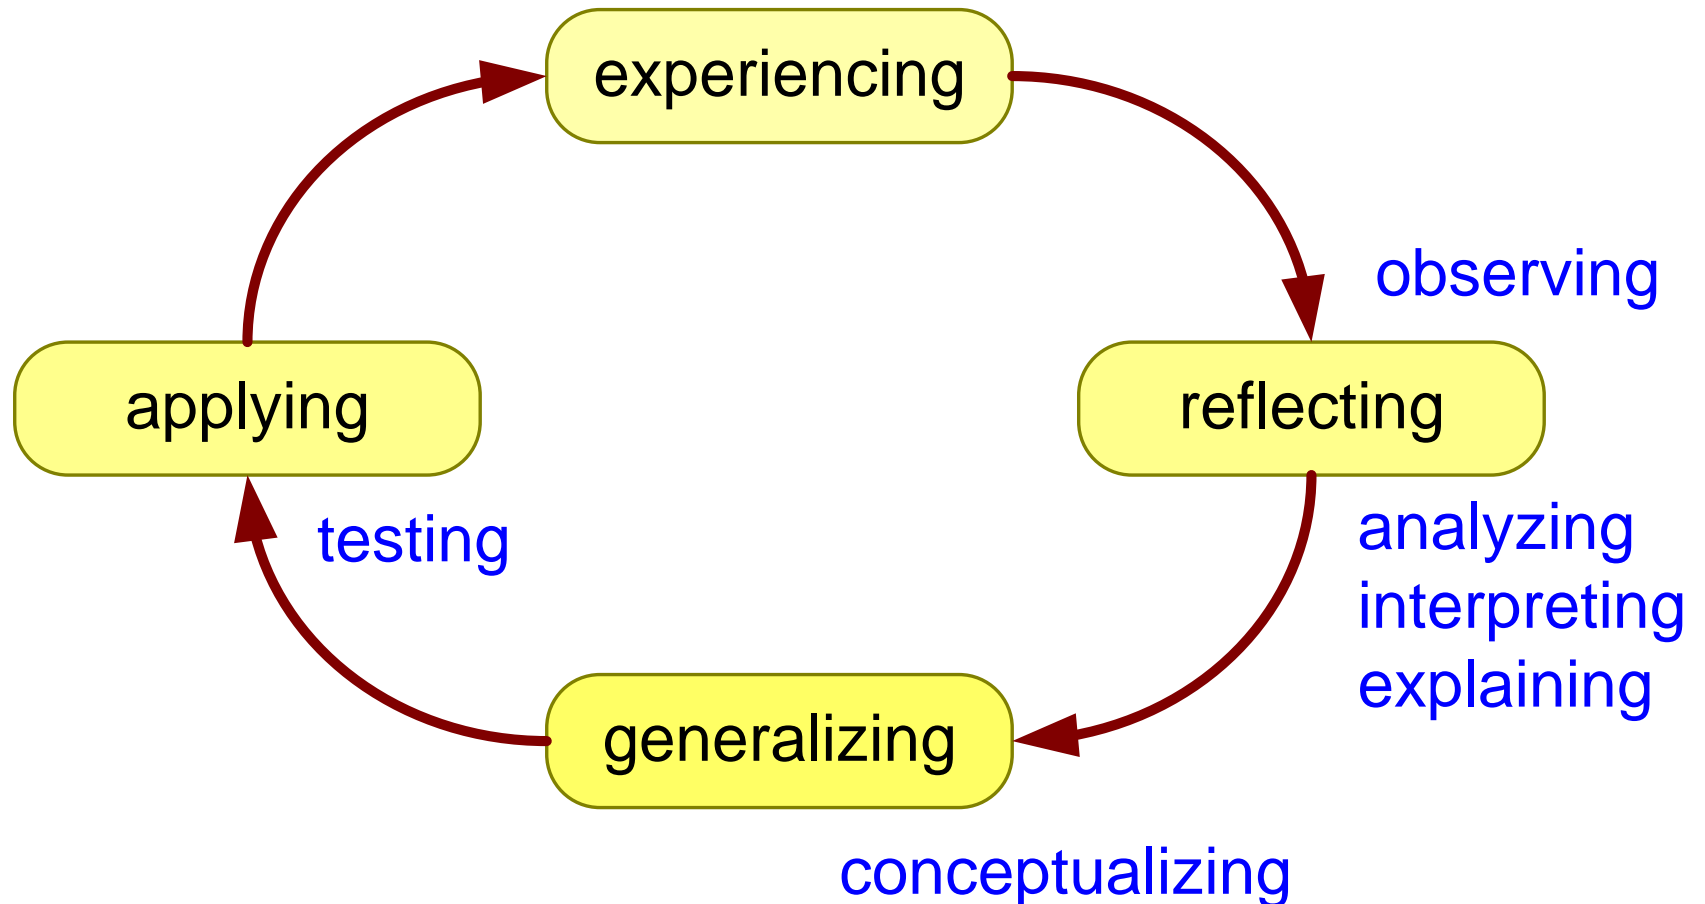 experiencing
observing
applying
reflecting
testing
analyzing
interpreting
explaining
generalizing
conceptualizing